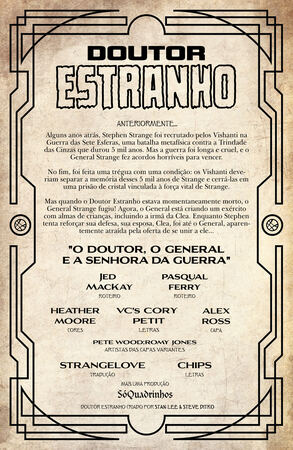 DOUTOR
ESTRANHO
ANTERIORMENTE...
Alguns anos atrás, Stephen Strange foi recrutado pelos Vishanti na
Guerra das Sete Esferas, uma batalha metafísica contra a Trindade
das Cinzas que durou 5 mil anos. Mas a guerra foi longa e cruel, e o
General Strange fez acordos horríveis para vencer.
No fim, foi feita uma trégua com uma condição: os Vishanti deve-
riam separar a memória desses 5 mil anos de Strange e cerrá-las em
uma prisão de cristal vinculada à força vital de Strange.
Mas quando o Doutor Estranho estava momentaneamente morto, o
General Strange fugiu! Agora, o General está criando um exército
com almas de crianças, incluindo a irmã da Clea. Enquanto Stephen
tenta reforçar sua defesa, sua esposa, Clea, foi até o General, aparen-
temente atraída pela oferta de se unir a ele...
"O DOUTOR, O GENERAL
E A SENHORA DA GUERRA"
JED
MACKAY
ROTEIRO
PASQUAL
FERRY
ROTEIRO
HEATHER
MOORE
CORES
VC'S CORY
PETIT
LETRAS
ALEX
ROSS
CAPA
PETE WOOD;ROMY JONES
ARTISTAS DAS CAPAS VARIANTES
STRANGELOVE
TRADUÇÃO
CHIPS
LETRAS
MAIS UMA PRODUÇÃO
SóQuadrinhos
DOUTOR ESTRANHO CRIADO POR STAN LEE & STEVE DITKO